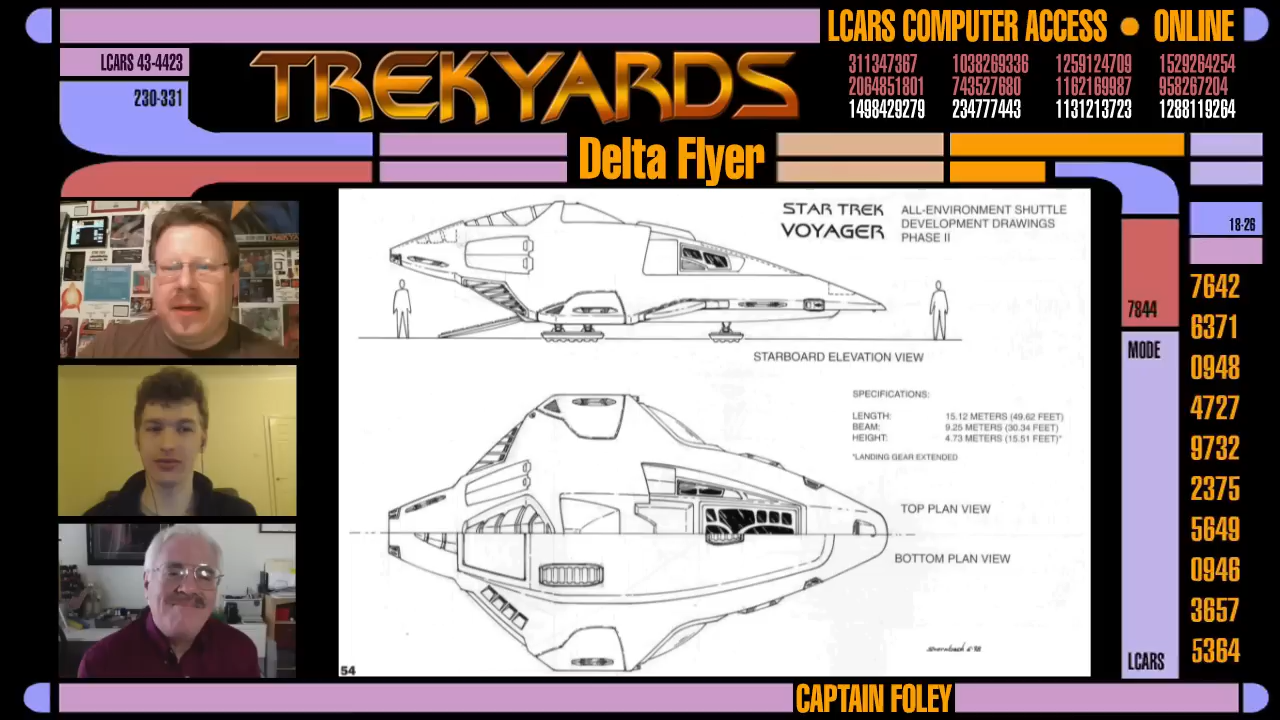 LCARS COMPUTER ACCESS • ONLINE
LCARS 43-4423
230-331
TREKYARDS
311347367 1038269336 1259124709 1529264254
2064851801 743527680 1162169987 958267204
1498429279 234777443 1131213723 1288119264
Delta Flyer
STAR TREK
VOYAGER
ALL-ENVIRONMENT SHUTTLE
DEVELOPMENT DRAWINGS
PHASE II
STARBOARD ELEVATION VIEW
SPECIFICATIONS:
LENGTH: 15.12 METERS (49.62 FEET)
BEAM: 9.25 METERS (30.34 FEET)
HEIGHT: 4.73 METERS (15.51 FEET)*
*LANDING GEAR EXTENDED
TOP PLAN VIEW
BOTTOM PLAN VIEW
54
18-26
7844
MODE
LCARS
7642
6371
0948
4727
9732
2375
5649
0946
3657
5364
CAPTAIN FOLEY